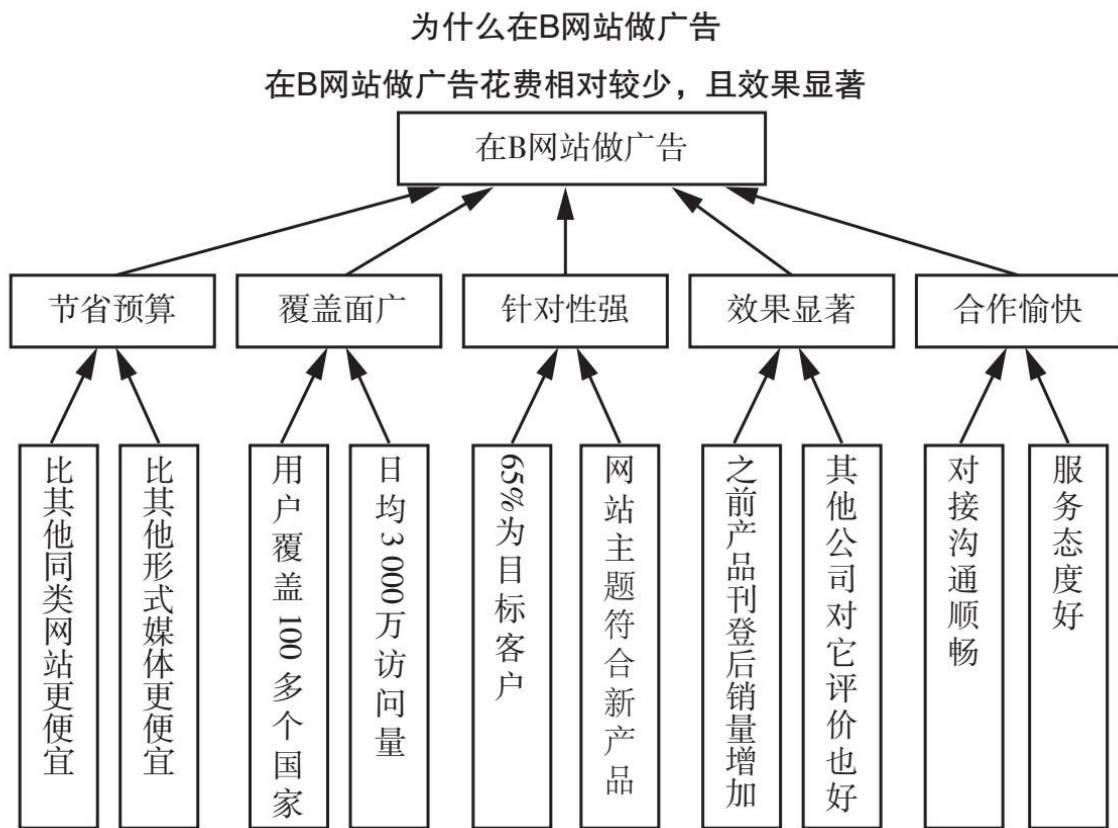 为什么在B网站做广告
在B网站做广告花费相对较少，且效果显著
在B网站做广告
节省预算
覆盖面广
针对性强
效果显著
合作愉快
比其他同类网站更便宜
比其他形式媒体更便宜
用户覆盖100多个国家
日均3 000万访问量
65%为目标客户
网站主题符合新产品
之前产品刊登后销量增加
其他公司对它评价也好
对接沟通顺畅
服务态度好